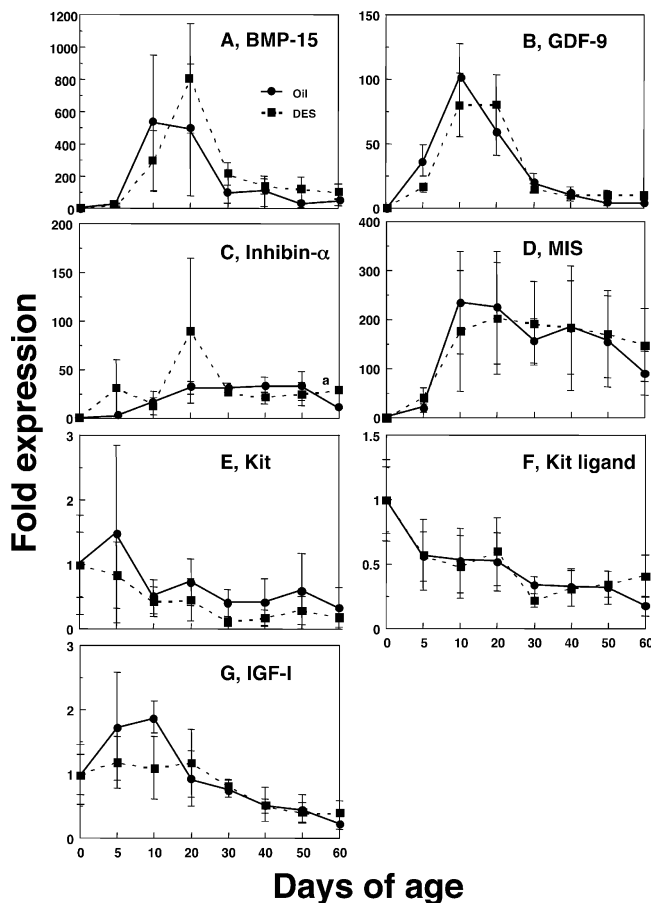 A, BMP-15
1200
1000
800
600
400
200
0
Oil
DES
B, GDF-9
150
100
50
0
C, Inhibin-α
200
150
100
50
0
a
D, MIS
400
300
200
100
0
E, Kit
3
2
1
0
F, Kit ligand
1.5
1
0.5
0
0 5 10 20 30 40 50 60
G, IGF-I
3
2
1
0
0 5 10 20 30 40 50 60
Fold expression
Days of age